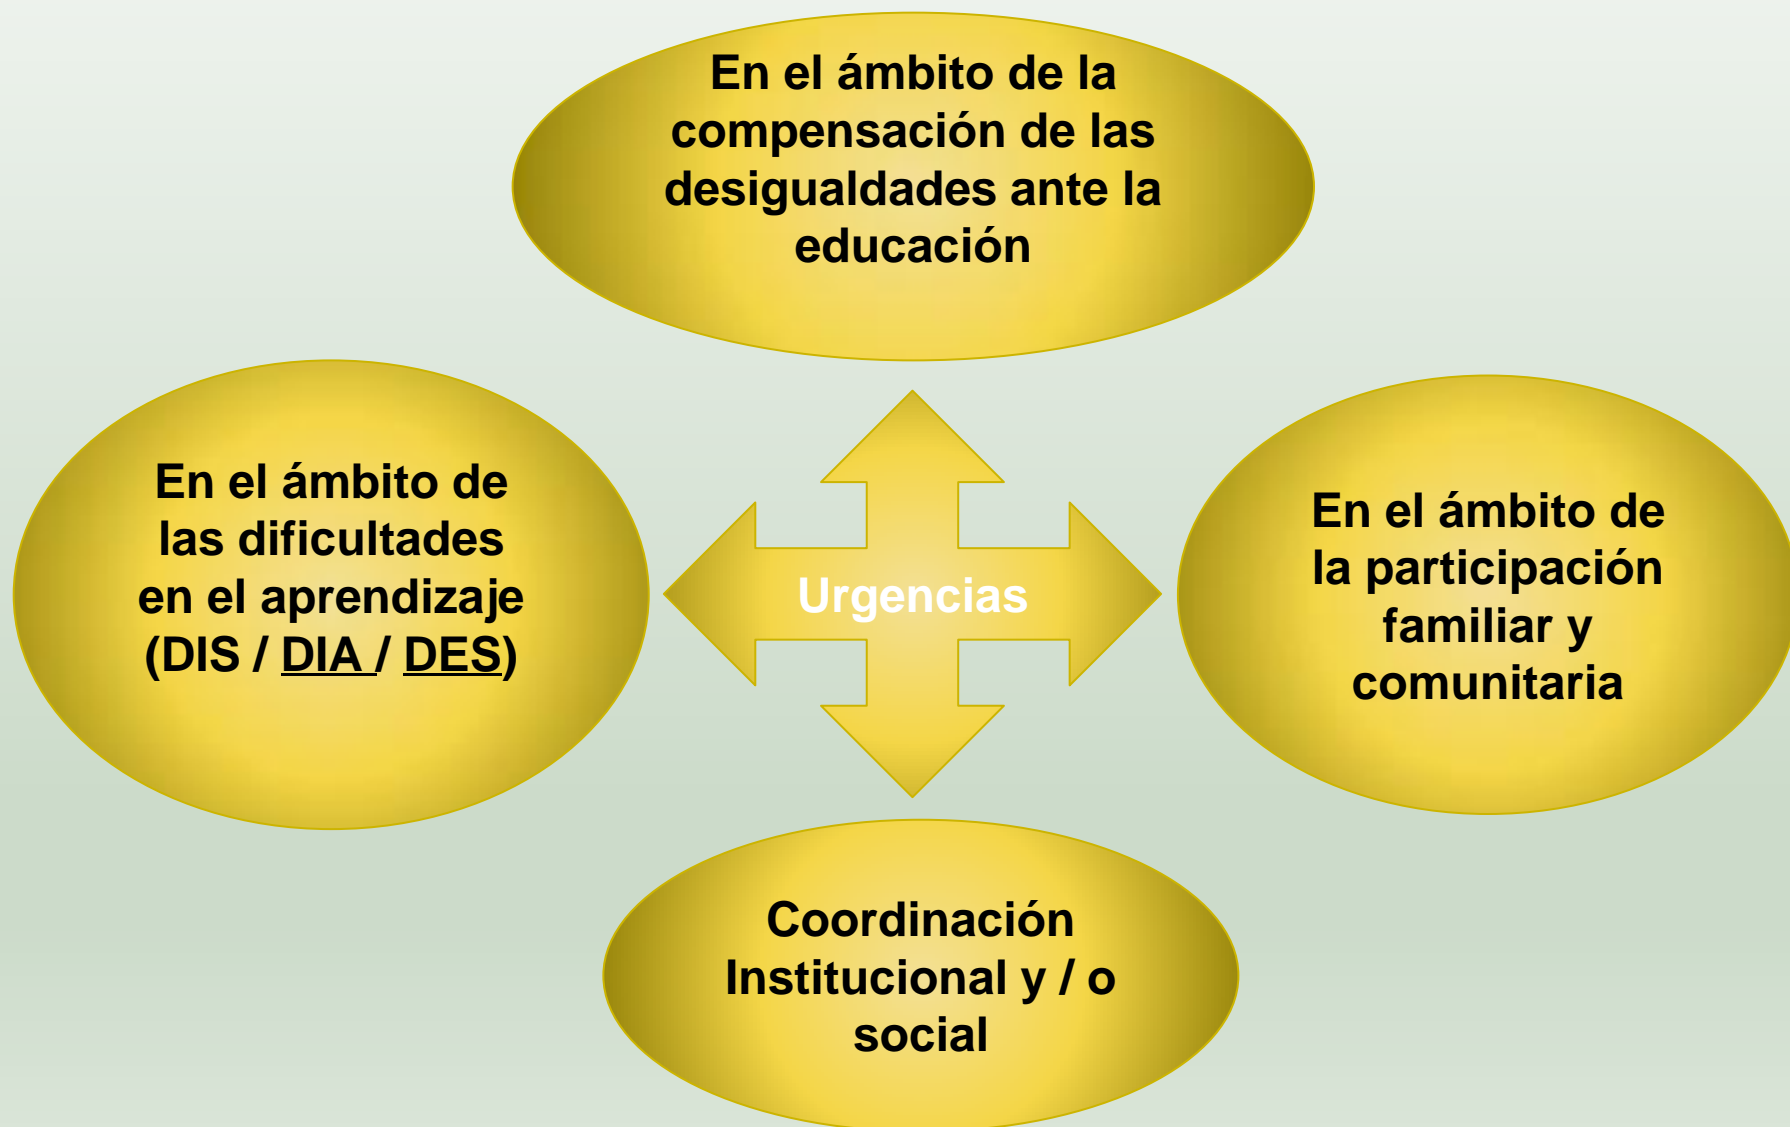 En el ámbito de la
compensación de las
desigualdades ante la
educación
En el ámbito de
las dificultades
en el aprendizaje
(DIS / DIA / DES)
Urgencias
En el ámbito de
la participación
familiar y
comunitaria
Coordinación
Institucional y / o
social